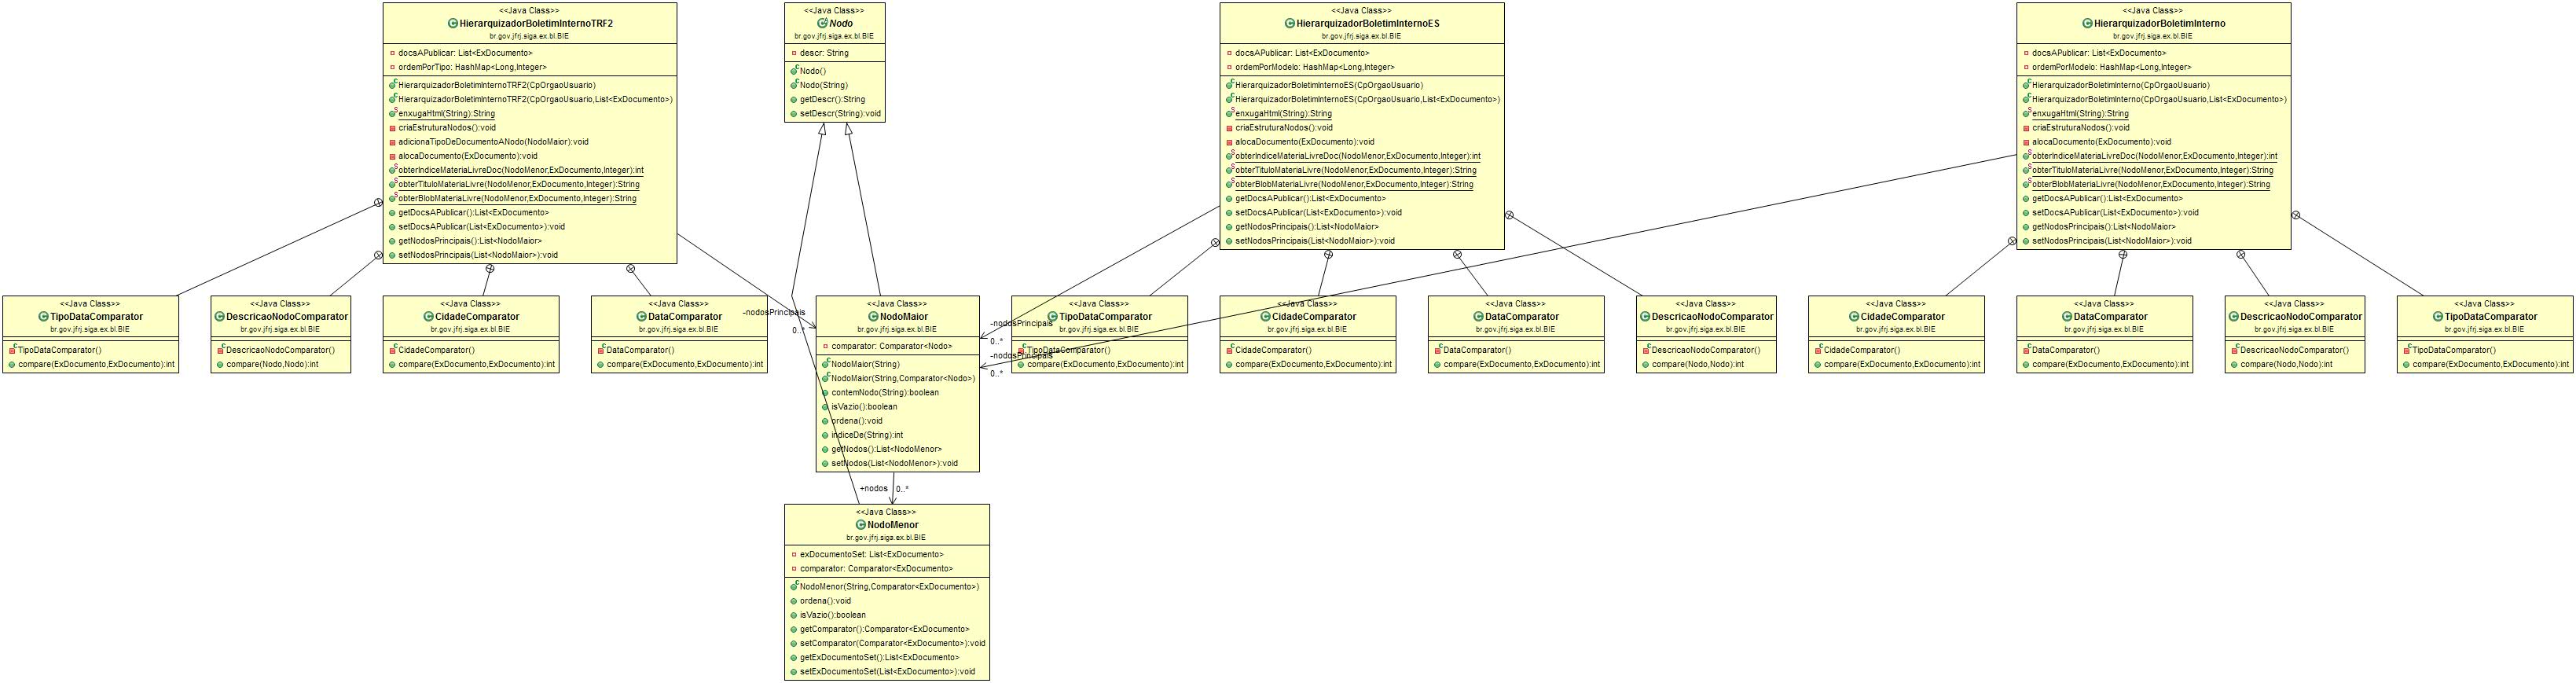 <<Java Class>>
HierarquizadorBoletimInternoTRF2
br.gov.jfrj.siga.ex.bl.BIE
docsAPublicar: List<ExDocumento>
ordemPorTipo: HashMap<Long,Integer>
HierarquizadorBoletimInternoTRF2(CpOrgaoUsuario)
HierarquizadorBoletimInternoTRF2(CpOrgaoUsuario,List<ExDocumento>)
enxugaHtml(String):String
criaEstruturaNodos():void
adicionaTipoDeDocumentoANodo(NodoMaior):void
alocaDocumento(ExDocumento):void
obterIndiceMateriaLivreDoc(NodoMenor,ExDocumento,Integer):int
obterTituloMateriaLivre(NodoMenor,ExDocumento,Integer):String
obterBlobMateriaLivre(NodoMenor,ExDocumento,Integer):String
getDocsAPublicar():List<ExDocumento>
setDocsAPublicar(List<ExDocumento>):void
getNodosPrincipais():List<NodoMaior>
setNodosPrincipais(List<NodoMaior>):void
<<Java Class>>
Nodo
br.gov.jfrj.siga.ex.bl.BIE
descr: String
Nodo()
Nodo(String)
getDescr():String
setDescr(String):void
<<Java Class>>
HierarquizadorBoletimInternoES
br.gov.jfrj.siga.ex.bl.BIE
docsAPublicar: List<ExDocumento>
ordemPorModelo: HashMap<Long,Integer>
HierarquizadorBoletimInternoES(CpOrgaoUsuario)
HierarquizadorBoletimInternoES(CpOrgaoUsuario,List<ExDocumento>)
enxugaHtml(String):String
criaEstruturaNodos():void
alocaDocumento(ExDocumento):void
obterIndiceMateriaLivreDoc(NodoMenor,ExDocumento,Integer):int
obterTituloMateriaLivre(NodoMenor,ExDocumento,Integer):String
obterBlobMateriaLivre(NodoMenor,ExDocumento,Integer):String
getDocsAPublicar():List<ExDocumento>
setDocsAPublicar(List<ExDocumento>):void
getNodosPrincipais():List<NodoMaior>
setNodosPrincipais(List<NodoMaior>):void
<<Java Class>>
HierarquizadorBoletimInterno
br.gov.jfrj.siga.ex.bl.BIE
docsAPublicar: List<ExDocumento>
ordemPorModelo: HashMap<Long,Integer>
HierarquizadorBoletimInterno(CpOrgaoUsuario)
HierarquizadorBoletimInterno(CpOrgaoUsuario,List<ExDocumento>)
enxugaHtml(String):String
criaEstruturaNodos():void
alocaDocumento(ExDocumento):void
obterIndiceMateriaLivreDoc(NodoMenor,ExDocumento,Integer):int
obterTituloMateriaLivre(NodoMenor,ExDocumento,Integer):String
obterBlobMateriaLivre(NodoMenor,ExDocumento,Integer):String
getDocsAPublicar():List<ExDocumento>
setDocsAPublicar(List<ExDocumento>):void
getNodosPrincipais():List<NodoMaior>
setNodosPrincipais(List<NodoMaior>):void
<<Java Class>>
TipoDataComparator
br.gov.jfrj.siga.ex.bl.BIE
TipoDataComparator()
compare(ExDocumento,ExDocumento):int
<<Java Class>>
DescricaoNodoComparator
br.gov.jfrj.siga.ex.bl.BIE
DescricaoNodoComparator()
compare(Nodo,Nodo):int
<<Java Class>>
CidadeComparator
br.gov.jfrj.siga.ex.bl.BIE
CidadeComparator()
compare(ExDocumento,ExDocumento):int
<<Java Class>>
DataComparator
br.gov.jfrj.siga.ex.bl.BIE
DataComparator()
compare(ExDocumento,ExDocumento):int
-nodosPrincipais
0..*
<<Java Class>>
NodoMaior
br.gov.jfrj.siga.ex.bl.BIE
comparator: Comparator<Nodo>
NodoMaior(String)
NodoMaior(String,Comparator<Nodo>)
contemNodo(String):boolean
isVazio():boolean
ordena():void
indiceDe(String):int
getNodos():List<NodoMenor>
setNodos(List<NodoMenor>):void
-nodosPrincipais
0..*
-nodosPrincipais
0..*
<<Java Class>>
TipoDataComparator
br.gov.jfrj.siga.ex.bl.BIE
TipoDataComparator()
compare(ExDocumento,ExDocumento):int
<<Java Class>>
CidadeComparator
br.gov.jfrj.siga.ex.bl.BIE
CidadeComparator()
compare(ExDocumento,ExDocumento):int
<<Java Class>>
DataComparator
br.gov.jfrj.siga.ex.bl.BIE
DataComparator()
compare(ExDocumento,ExDocumento):int
<<Java Class>>
DescricaoNodoComparator
br.gov.jfrj.siga.ex.bl.BIE
DescricaoNodoComparator()
compare(Nodo,Nodo):int
<<Java Class>>
CidadeComparator
br.gov.jfrj.siga.ex.bl.BIE
CidadeComparator()
compare(ExDocumento,ExDocumento):int
<<Java Class>>
DataComparator
br.gov.jfrj.siga.ex.bl.BIE
DataComparator()
compare(ExDocumento,ExDocumento):int
<<Java Class>>
DescricaoNodoComparator
br.gov.jfrj.siga.ex.bl.BIE
DescricaoNodoComparator()
compare(Nodo,Nodo):int
<<Java Class>>
TipoDataComparator
br.gov.jfrj.siga.ex.bl.BIE
TipoDataComparator()
compare(ExDocumento,ExDocumento):int
+nodos
0..*
<<Java Class>>
NodoMenor
br.gov.jfrj.siga.ex.bl.BIE
exDocumentoSet: List<ExDocumento>
comparator: Comparator<ExDocumento>
NodoMenor(String,Comparator<ExDocumento>)
ordena():void
isVazio():boolean
getComparator():Comparator<ExDocumento>
setComparator(Comparator<ExDocumento>):void
getExDocumentoSet():List<ExDocumento>
setExDocumentoSet(List<ExDocumento>):void